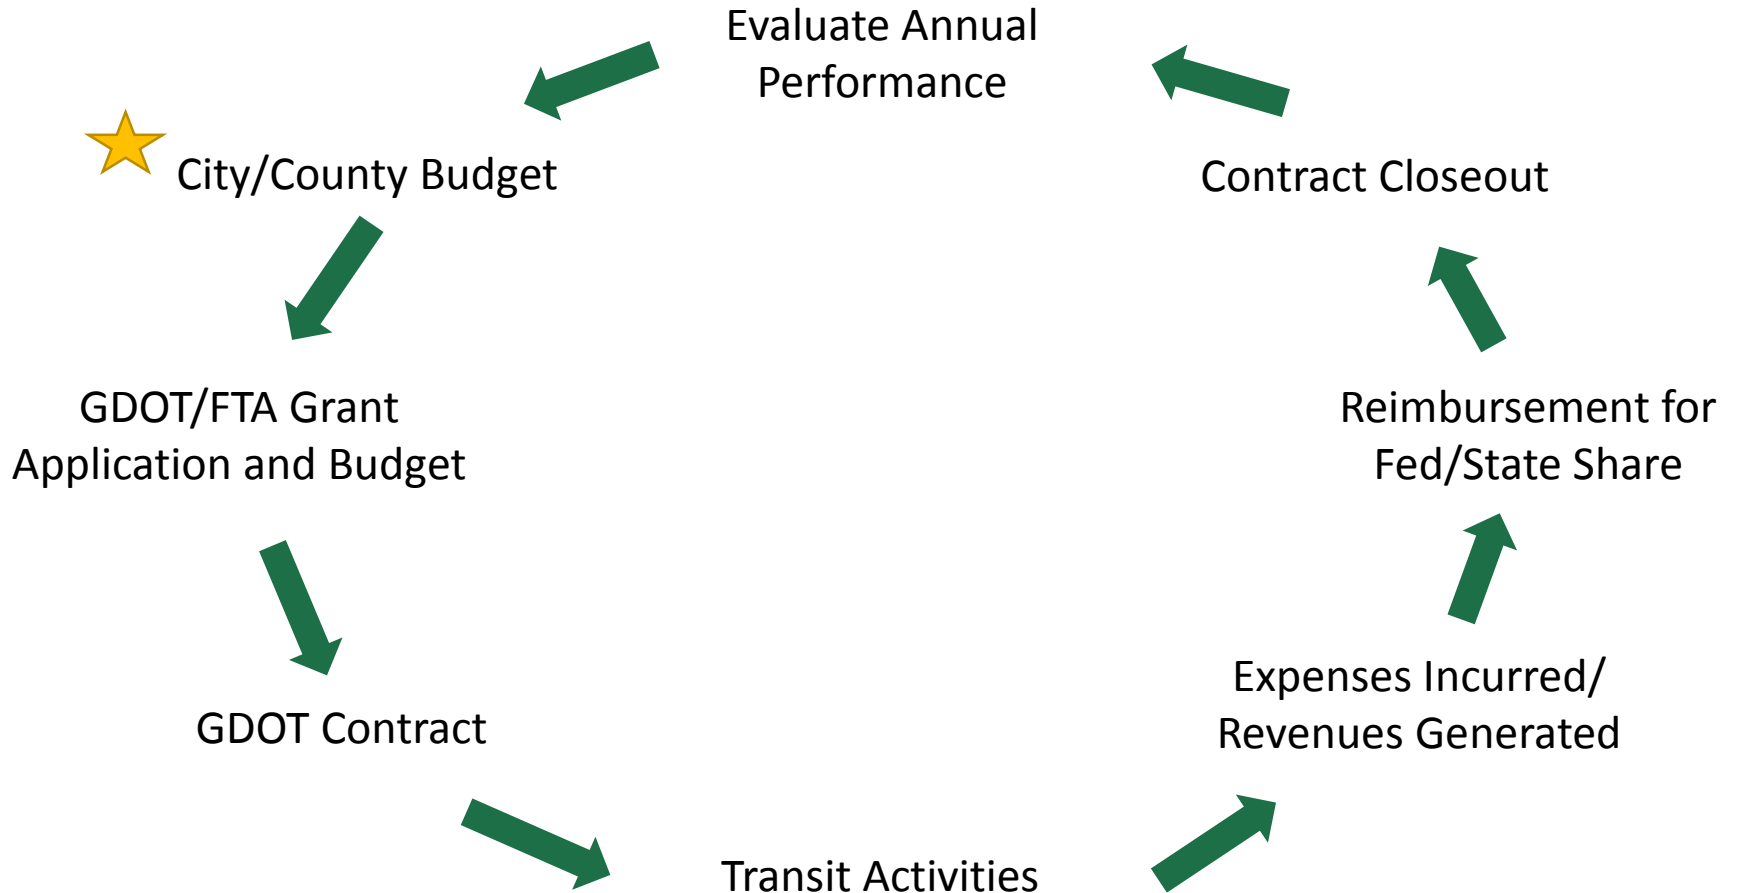 Evaluate Annual
Performance
City/County Budget
Contract Closeout
GDOT/FTA Grant
Application and Budget
Reimbursement for
Fed/State Share
GDOT Contract
Expenses Incurred/
Revenues Generated
Transit Activities